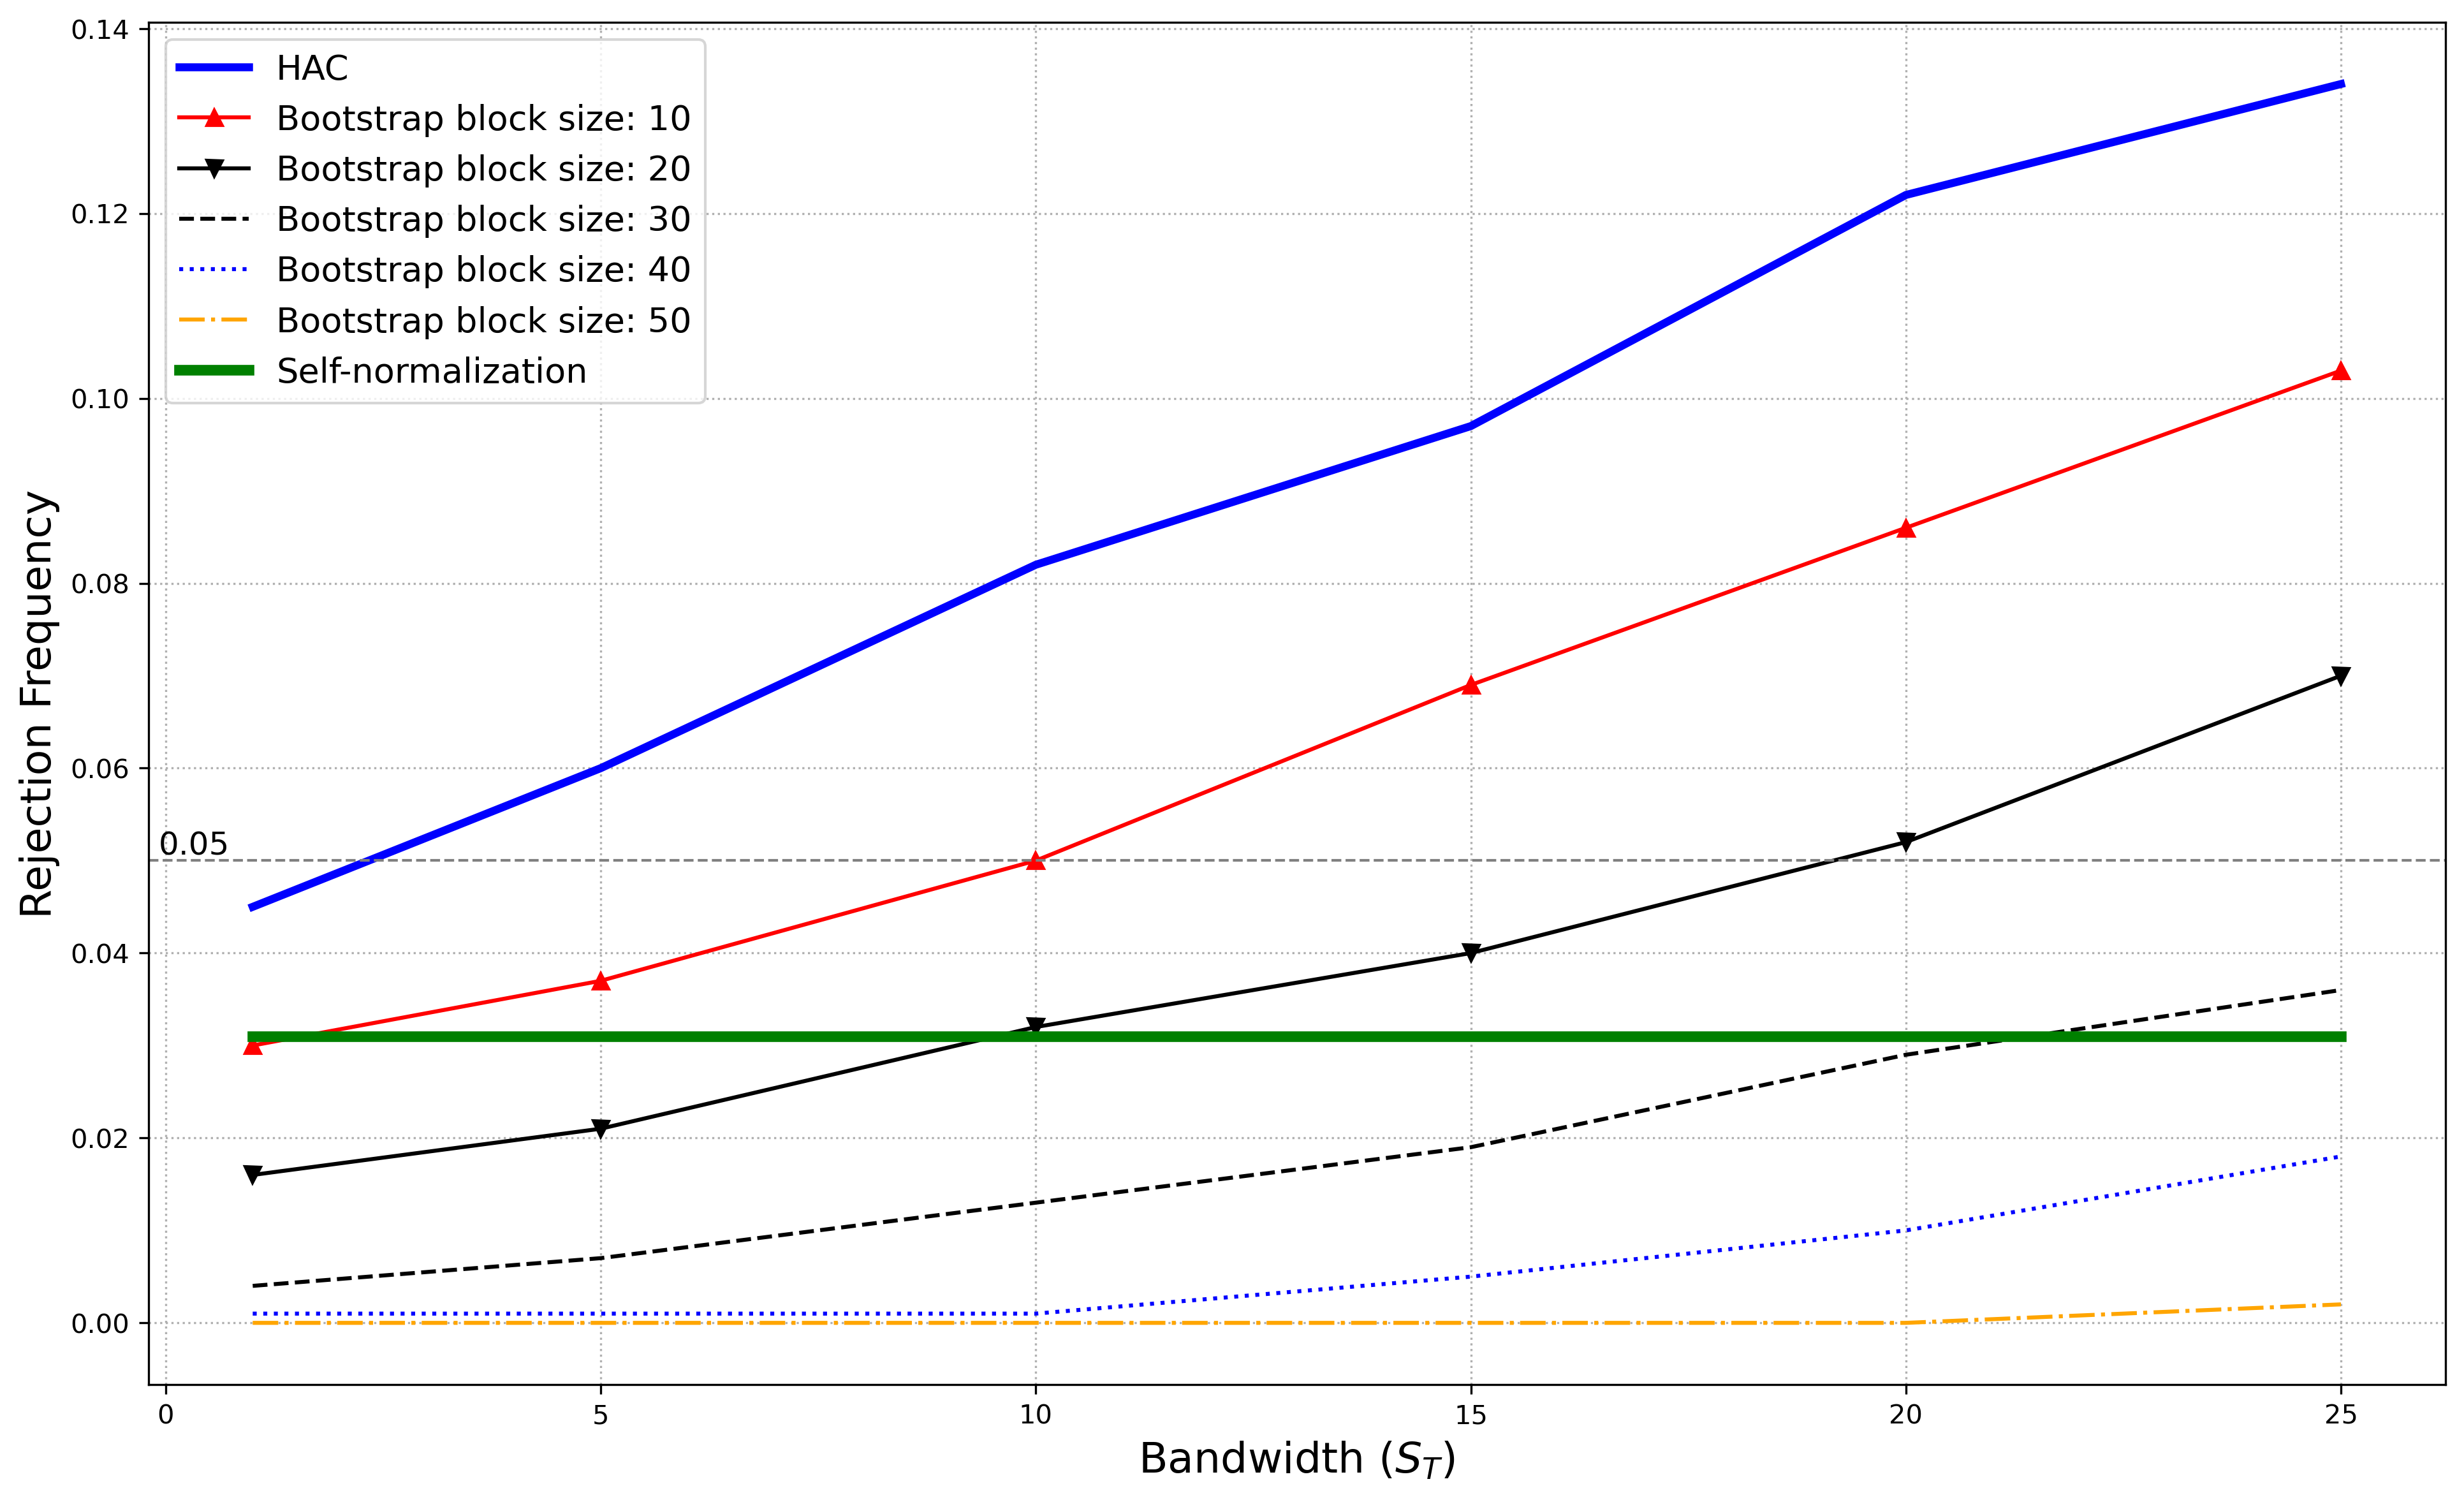 0.14
0.12
0.10
0.08
0.06
0.04
0.02
0.00
Rejection Frequency
HAC
Bootstrap block size: 10
Bootstrap block size: 20
Bootstrap block size: 30
Bootstrap block size: 40
Bootstrap block size: 50
Self-normalization
0.05
0 5 10 15 20 25
Bandwidth (S_T)